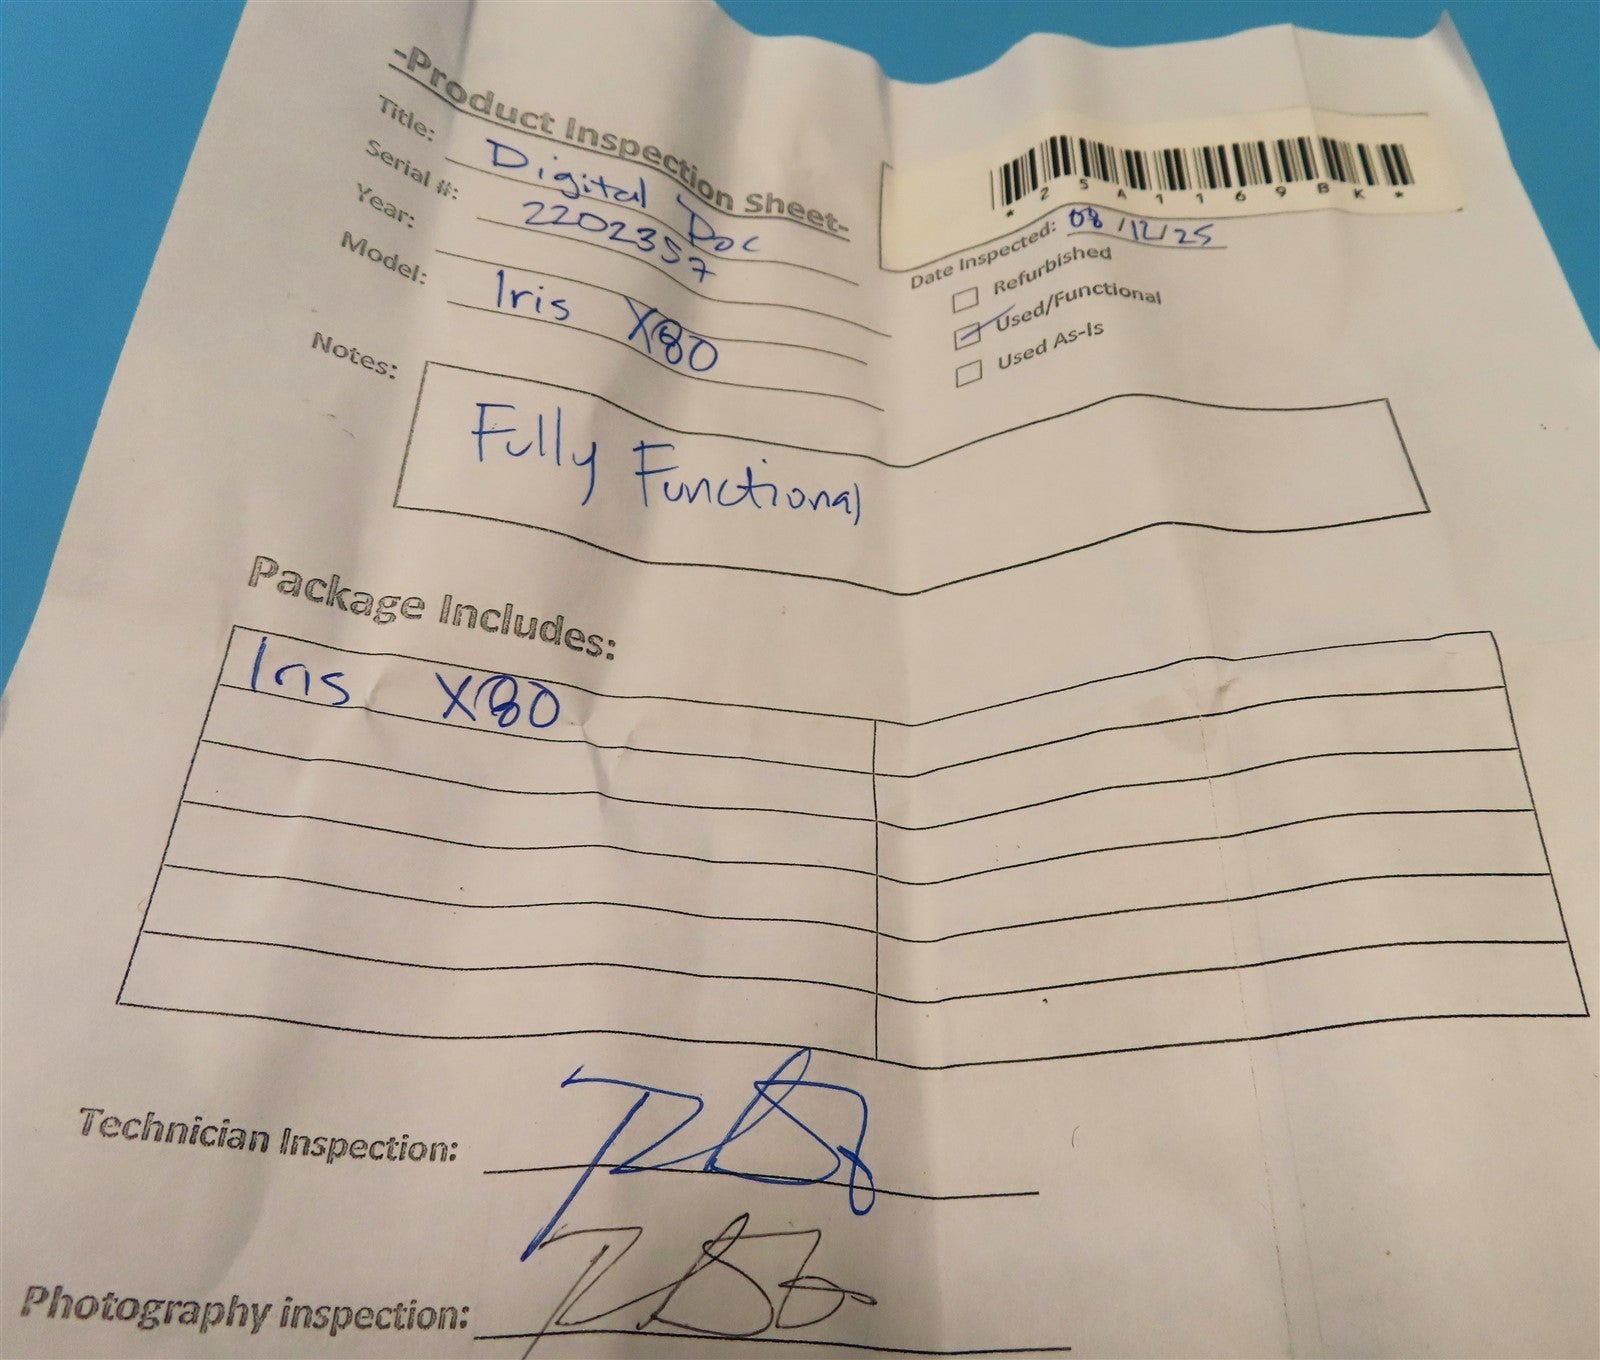 -Product Inspection Sheet-
Title: Digital Doc
Serial #: 2202357
Year:
Model: Iris X80
*25A1169BK*
Date Inspected: 08/12/25
Refurbished
Used/Functional
Used As-Is
Notes: Fully Functional
Package Includes:
Iris X80
Technician Inspection:
Photography inspection: